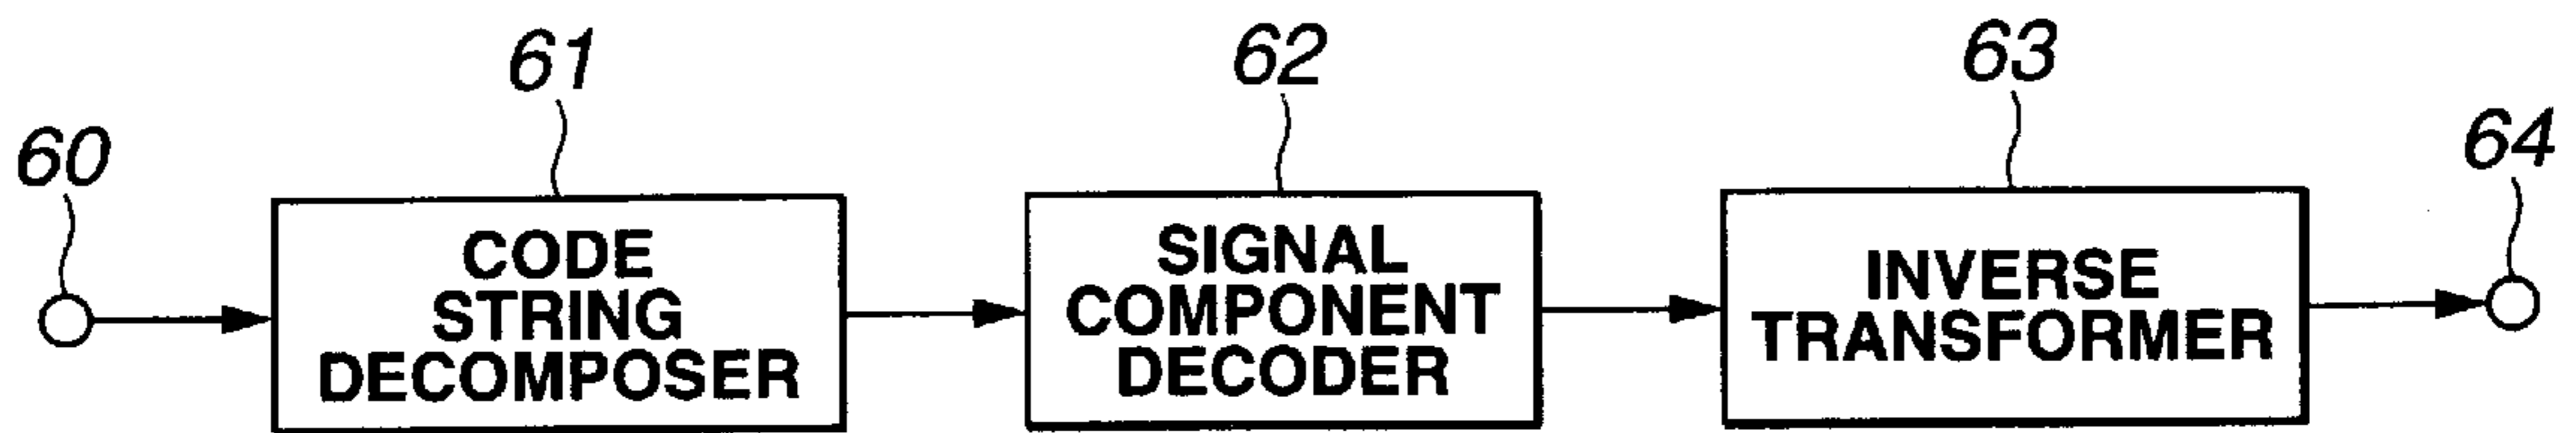 60
61
62
63
64
CODE
STRING
DECOMPOSER
SIGNAL
COMPONENT
DECODER
INVERSE
TRANSFORMER